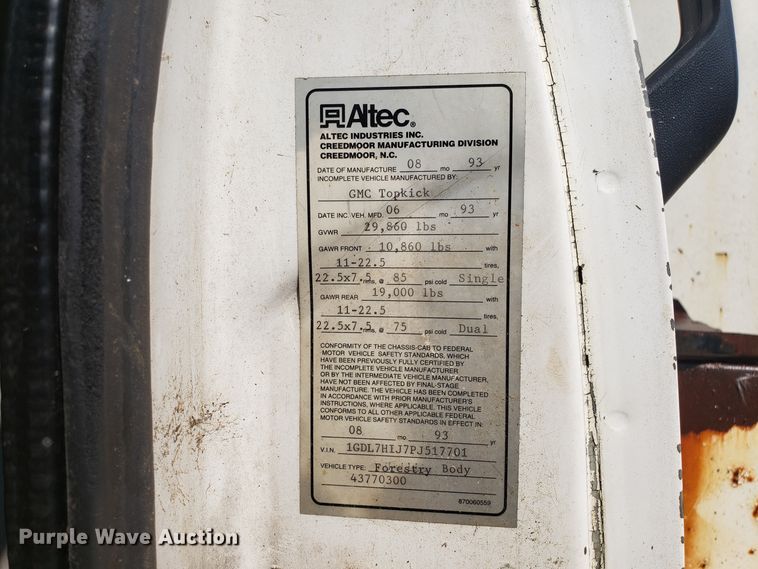 Altec®
ALTEC INDUSTRIES INC.
CREEDMOOR MANUFACTURING DIVISION
CREEDMOOR, N.C.
DATE OF MANUFACTURE 08 mo 93 yr
INCOMPLETE VEHICLE MANUFACTURED BY:
GMC Topkick
DATE INC. VEH. MFD. 06 mo 93 yr
GVWR 29,860 lbs
GAWR FRONT 10,860 lbs with
11-22.5 tires,
22.5x7.5 rims, @ 85 psi cold Single
GAWR REAR 19,000 lbs with
11-22.5 tires,
22.5x7.5 rims, @ 75 psi cold Dual
CONFORMITY OF THE CHASSIS-CAB TO FEDERAL
MOTOR VEHICLE SAFETY STANDARDS, WHICH
HAVE BEEN PREVIOUSLY FULLY CERTIFIED BY
THE INCOMPLETE VEHICLE MANUFACTURER
OR BY THE INTERMEDIATE VEHICLE MANUFACTURER,
HAVE NOT BEEN AFFECTED BY FINAL-STAGE
MANUFACTURE. THE VEHICLE HAS BEEN COMPLETED
IN ACCORDANCE WITH PRIOR MANUFACTURER'S
INSTRUCTIONS, WHERE APPLICABLE. THIS VEHICLE
CONFORMS TO ALL OTHER APPLICABLE FEDERAL
MOTOR VEHICLE SAFETY STANDARDS IN EFFECT IN:
08 mo 93 yr
V.I.N. 1GDL7HIJ7PJ517701
VEHICLE TYPE: Forestry Body
43770300
870060559
Purple Wave Auction